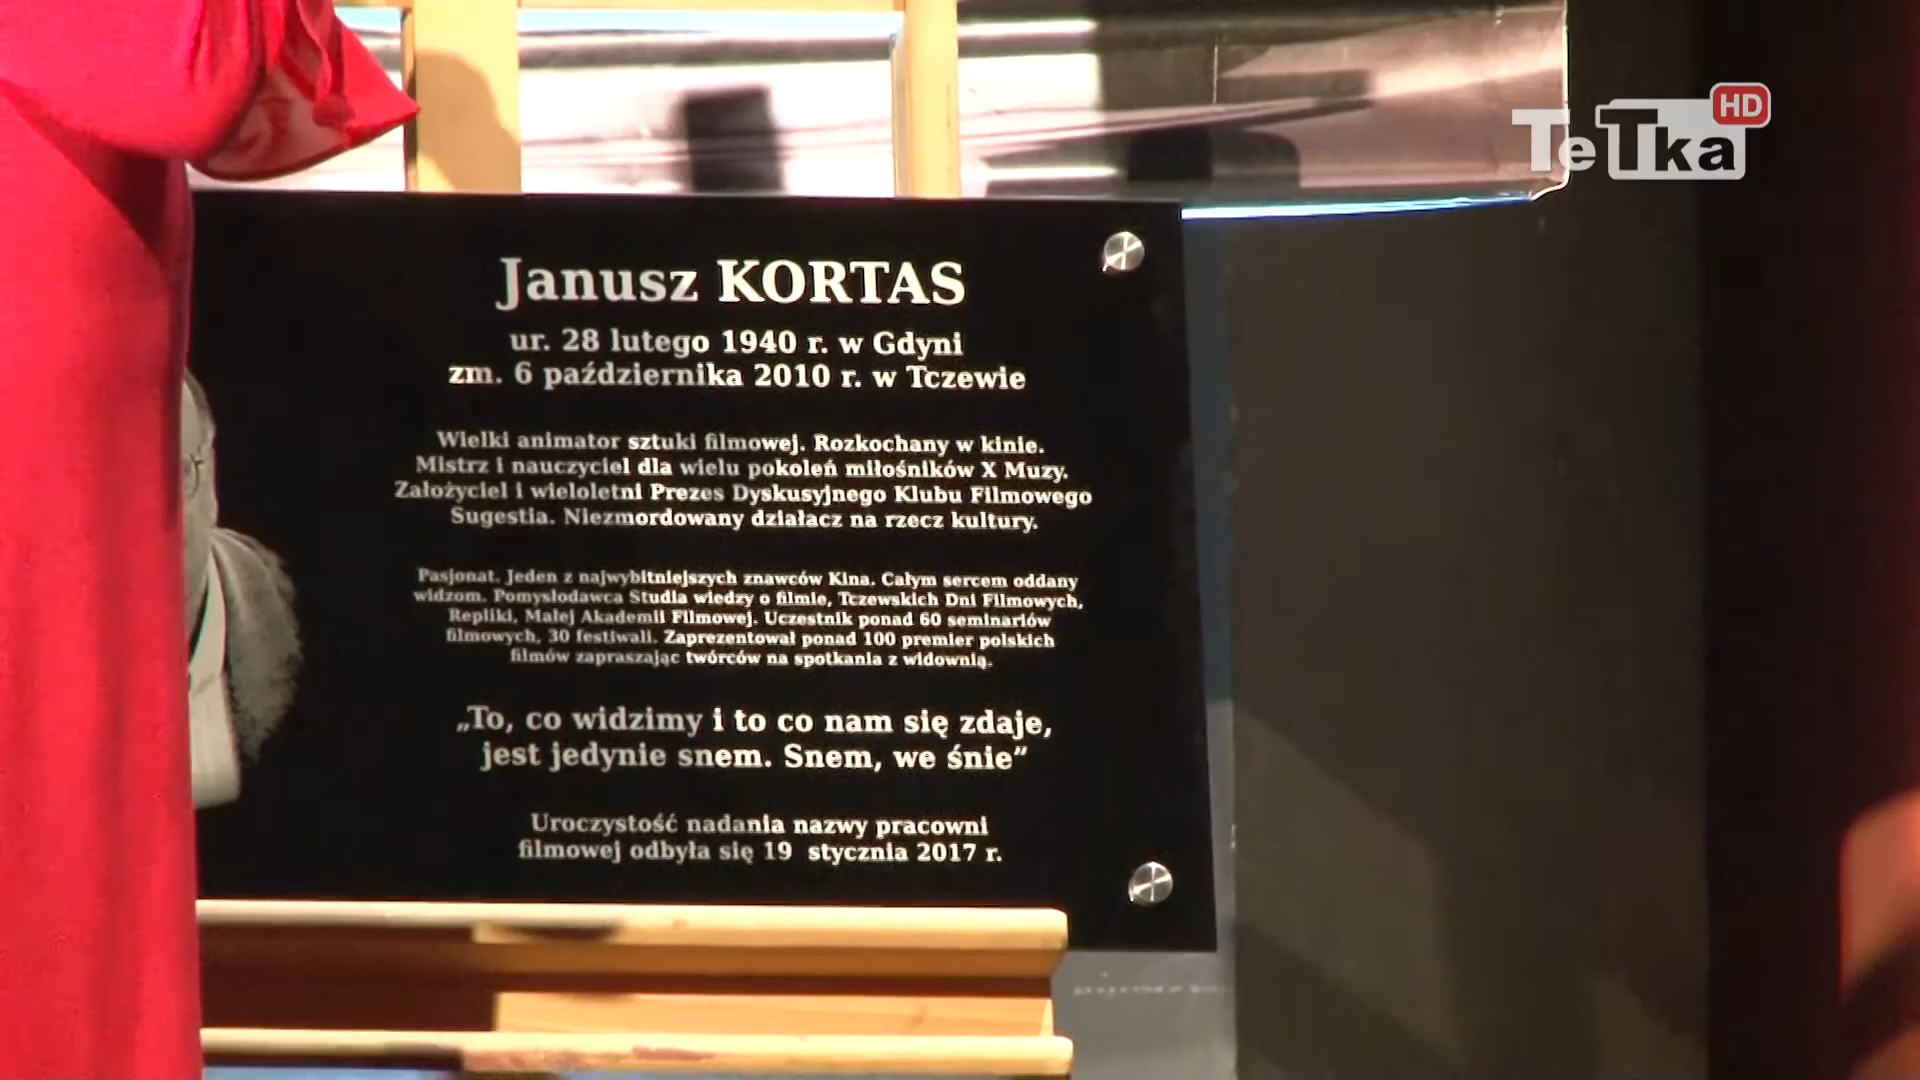 TeTka HD
Janusz KORTAS
ur. 28 lutego 1940 r. w Gdyni
zm. 6 października 2010 r. w Tczewie
Wielki animator sztuki filmowej. Rozkochany w kinie.
Mistrz i nauczyciel dla wielu pokoleń miłośników X Muzy.
Założyciel i wieloletni Prezes Dyskusyjnego Klubu Filmowego
Sugestia. Niezmordowany działacz na rzecz kultury.
Pasjonat. Jeden z najwybitniejszych znawców Kina. Całym sercem oddany
widzom. Pomysłodawca Studia wiedzy o filmie, Tczewskich Dni Filmowych,
Repliki, Małej Akademii Filmowej. Uczestnik ponad 60 seminariów
filmowych, 30 festiwali. Zaprezentował ponad 100 premier polskich
filmów zapraszając twórców na spotkania z widownią.
„To, co widzimy i to co nam się zdaje,
jest jedynie snem. Snem, we śnie”
Uroczystość nadania nazwy pracowni
filmowej odbyła się 19 stycznia 2017 r.